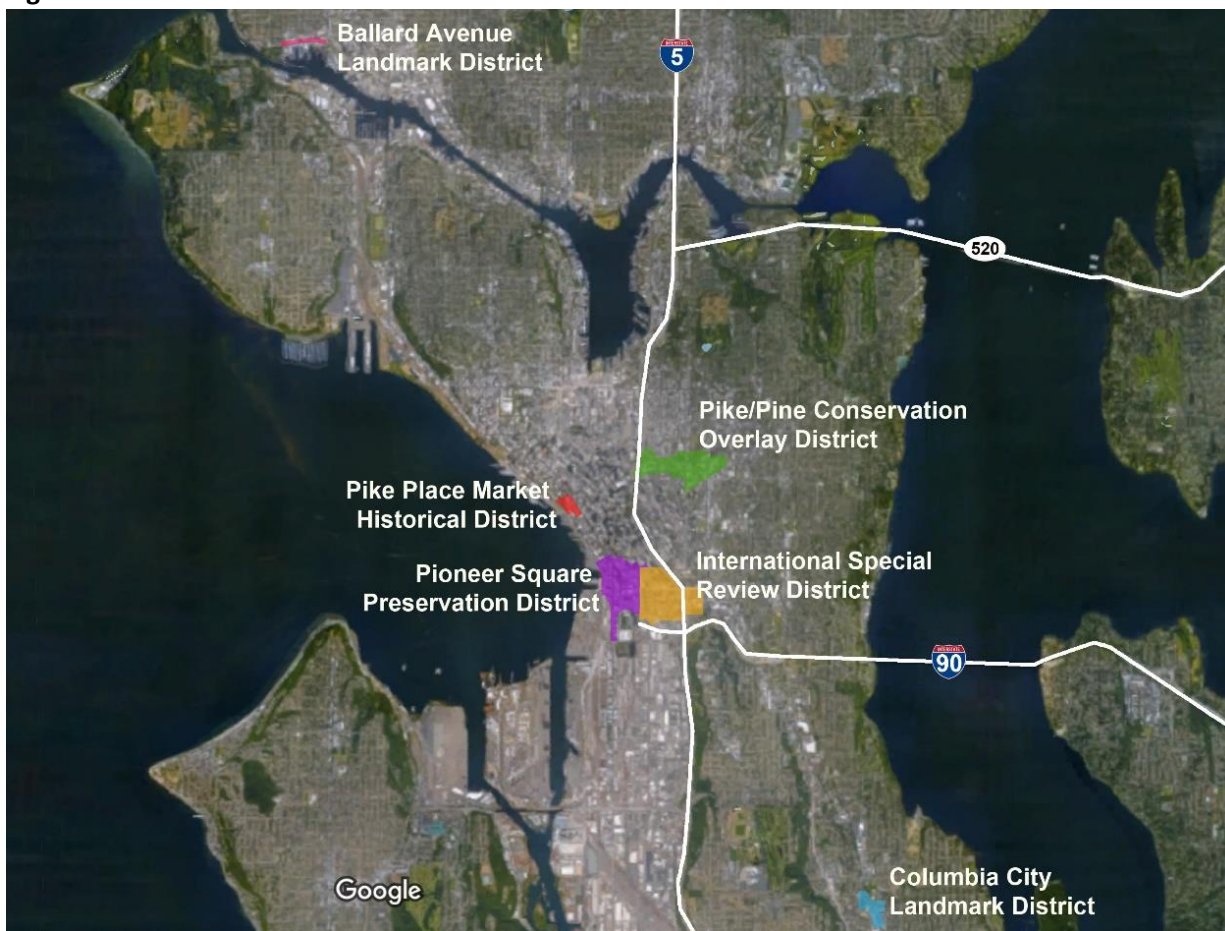 Ballard Avenue
Landmark District
5
520
Pike/Pine Conservation
Overlay District
Pike Place Market
Historical District
Pioneer Square
Preservation District
International Special
Review District
90
Columbia City
Landmark District
Google